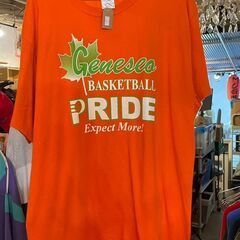 Geneseo
BASKETBALL
PRIDE
Expect More!